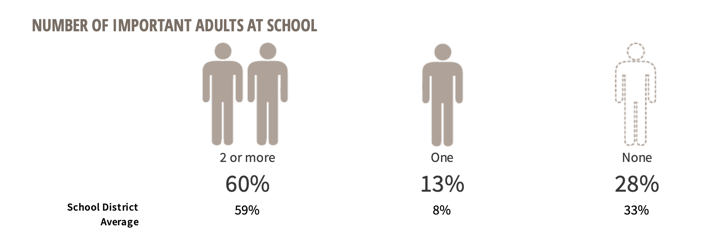 NUMBER OF IMPORTANT ADULTS AT SCHOOL
2 or more
One
None
60%
13%
28%
School District
Average
59%
8%
33%